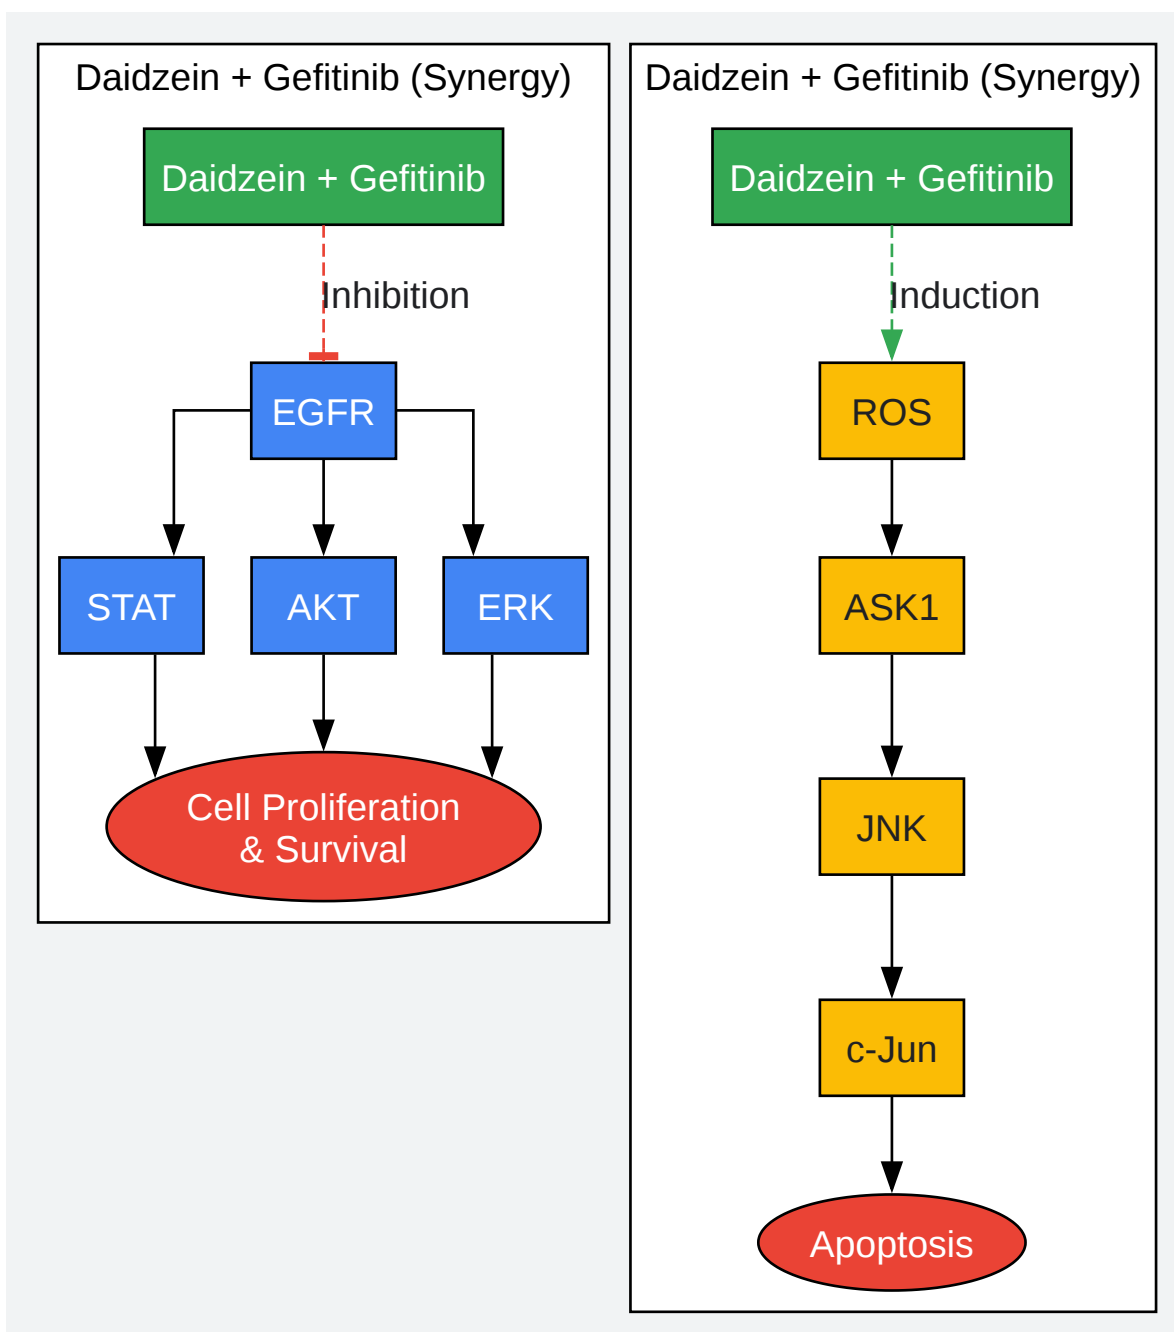 Daidzein + Gefitinib (Synergy)
Daidzein + Gefitinib
Inhibition
EGFR
STAT
AKT
ERK
Cell Proliferation
& Survival
Daidzein + Gefitinib (Synergy)
Daidzein + Gefitinib
Induction
ROS
ASK1
JNK
c-Jun
Apoptosis